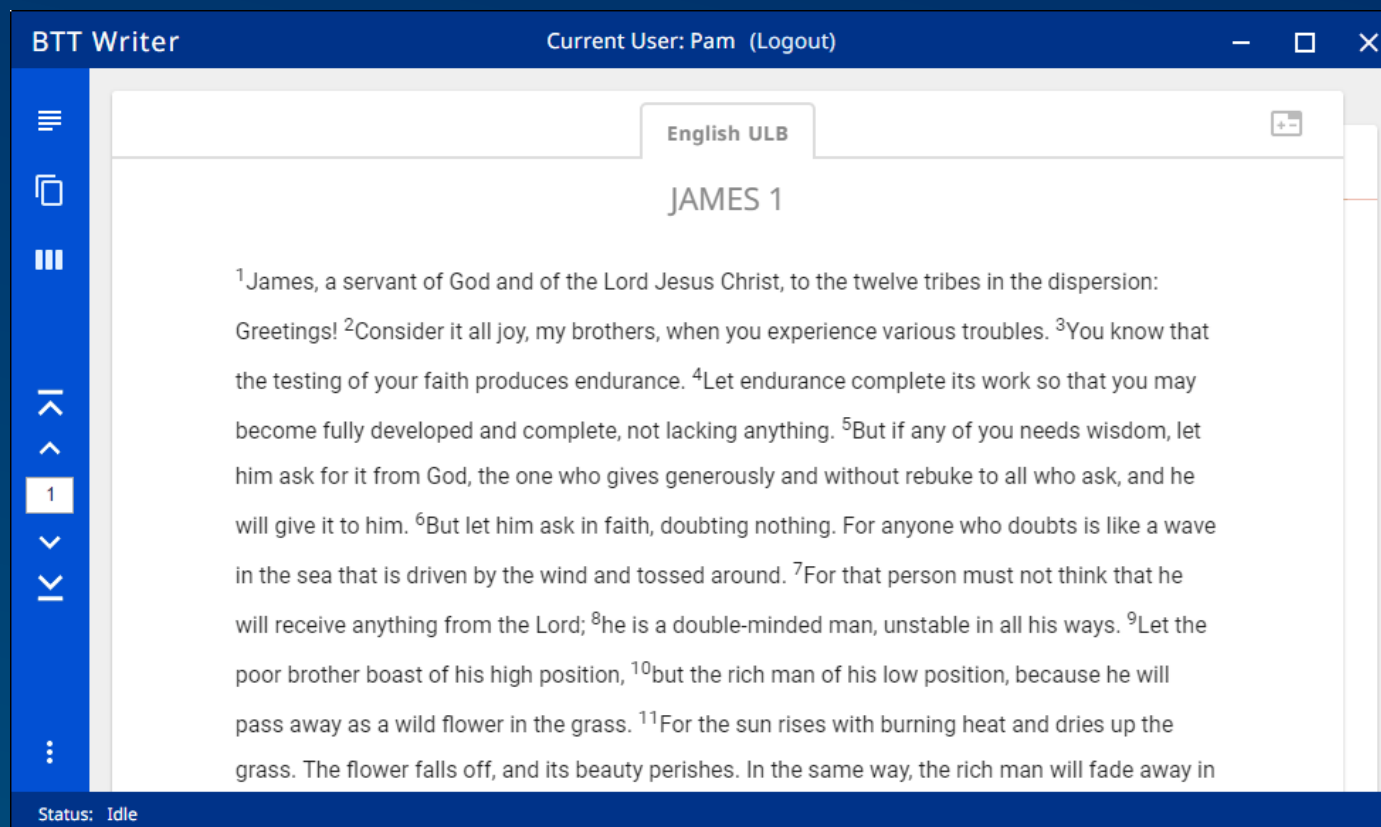 BTT Writer
Current User: Pam (Logout)
English ULB
JAMES 1
1James, a servant of God and of the Lord Jesus Christ, to the twelve tribes in the dispersion:
Greetings! 2Consider it all joy, my brothers, when you experience various troubles. 3You know that
the testing of your faith produces endurance. 4Let endurance complete its work so that you may
become fully developed and complete, not lacking anything. 5But if any of you needs wisdom, let
him ask for it from God, the one who gives generously and without rebuke to all who ask, and he
1
will give it to him. 6But let him ask in faith, doubting nothing. For anyone who doubts is like a wave
in the sea that is driven by the wind and tossed around. 7For that person must not think that he
will receive anything from the Lord; 8he is a double-minded man, unstable in all his ways. 9Let the
poor brother boast of his high position, 10but the rich man of his low position, because he will
pass away as a wild flower in the grass. 11For the sun rises with burning heat and dries up the
grass. The flower falls off, and its beauty perishes. In the same way, the rich man will fade away in
Status: Idle